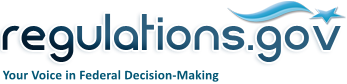 regulations.gov
Your Voice in Federal Decision-Making